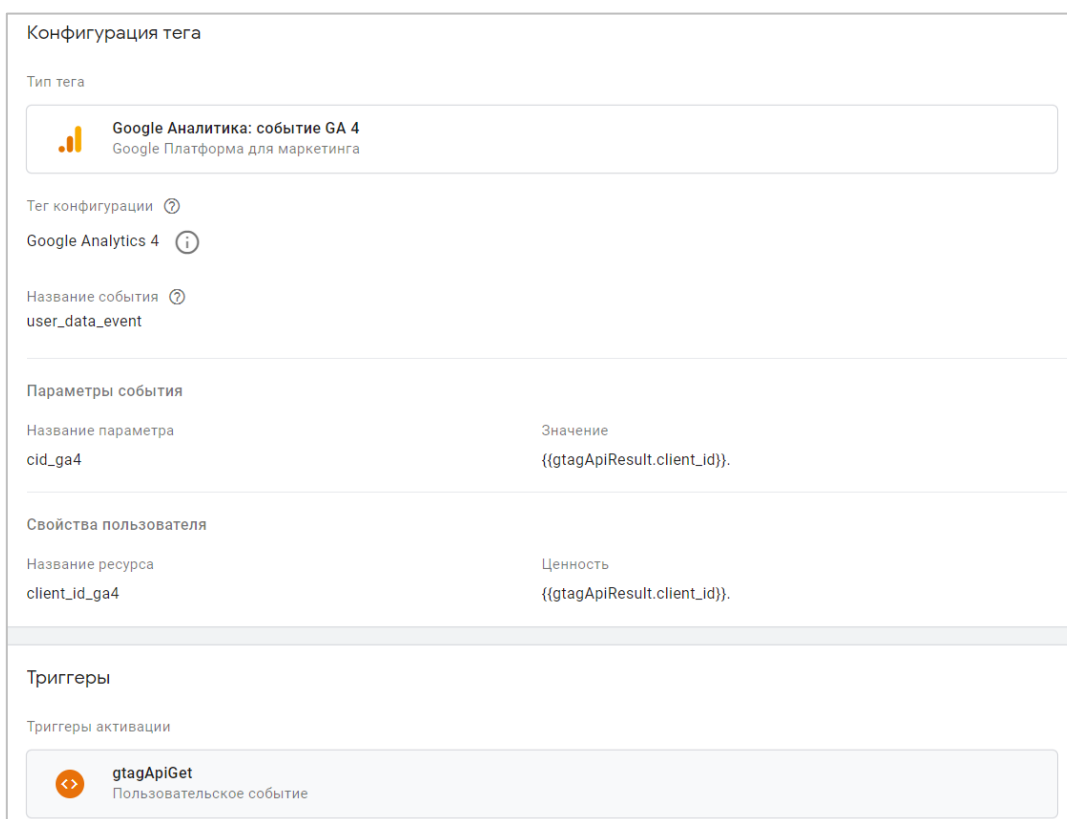 Конфигурация тега
Тип тега
Google Аналитика: событие GA 4
Google Платформа для маркетинга
Тег конфигурации
Google Analytics 4
Название события
user_data_event
Параметры события
Название параметра Значение
cid_ga4 {{gtagApiResult.client_id}}.
Свойства пользователя
Название ресурса Ценность
client_id_ga4 {{gtagApiResult.client_id}}.
Триггеры
Триггеры активации
gtagApiGet
Пользовательское событие